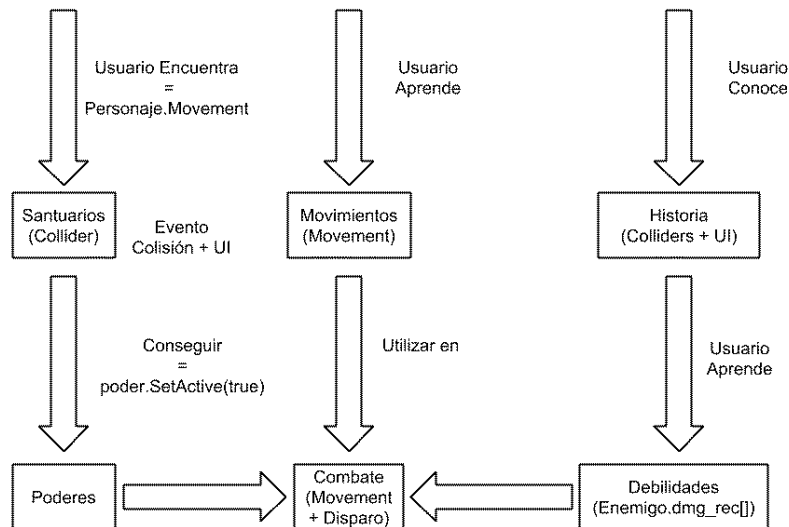 Usuario Encuentra
=
Personaje.Movement
Usuario
Aprende
Usuario
Conoce
Santuarios
(Collider)
Evento
Colisión + UI
Movimientos
(Movement)
Historia
(Colliders + UI)
Conseguir
=
poder.SetActive(true)
Utilizar en
Usuario
Aprende
Poderes
Combate
(Movement
+ Disparo)
Debilidades
(Enemigo.dmg_rec[])